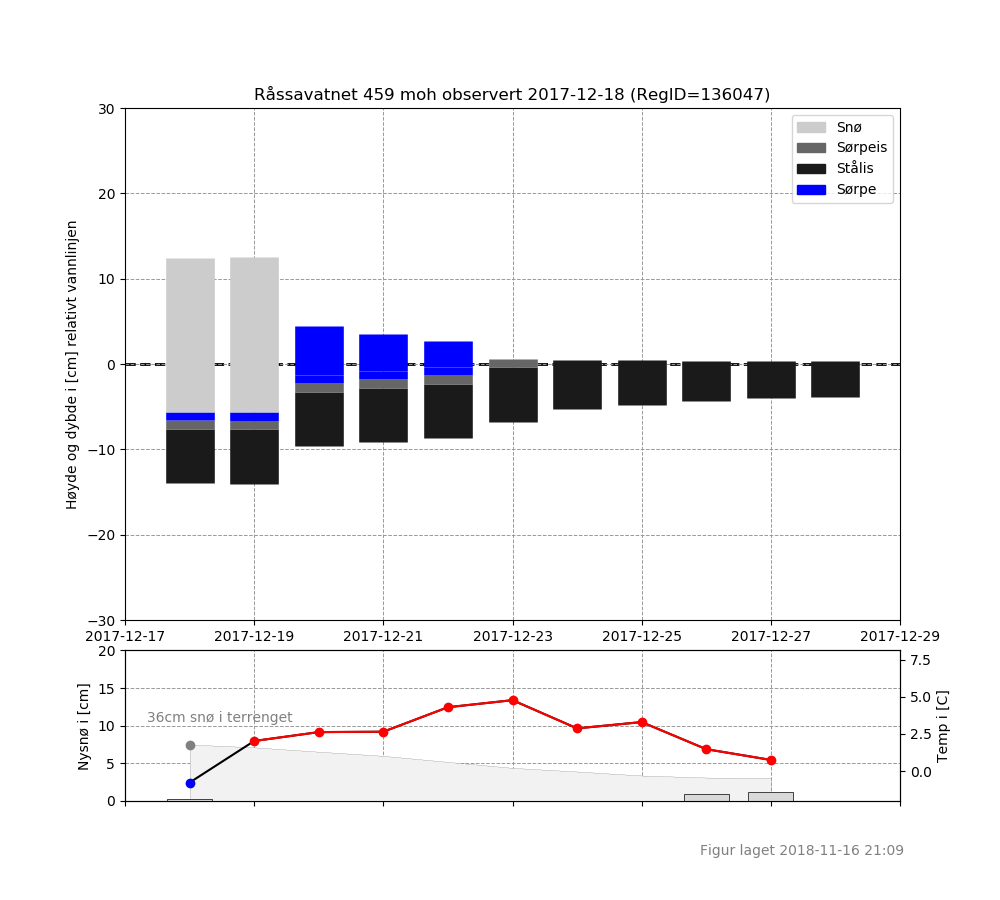 Råssavatnet 459 moh observert 2017-12-18 (RegID=136047)
Høyde og dybde i [cm] relativt vannlinjen
30
20
10
0
−10
−20
−30
Snø
Sørpeis
Stålis
Sørpe
2017-12-17 2017-12-19 2017-12-21 2017-12-23 2017-12-25 2017-12-27 2017-12-29
Nysnø i [cm]
20
15
10
5
0
36cm snø i terrenget
7.5
5.0
2.5
0.0
Temp i [C]
Figur laget 2018-11-16 21:09